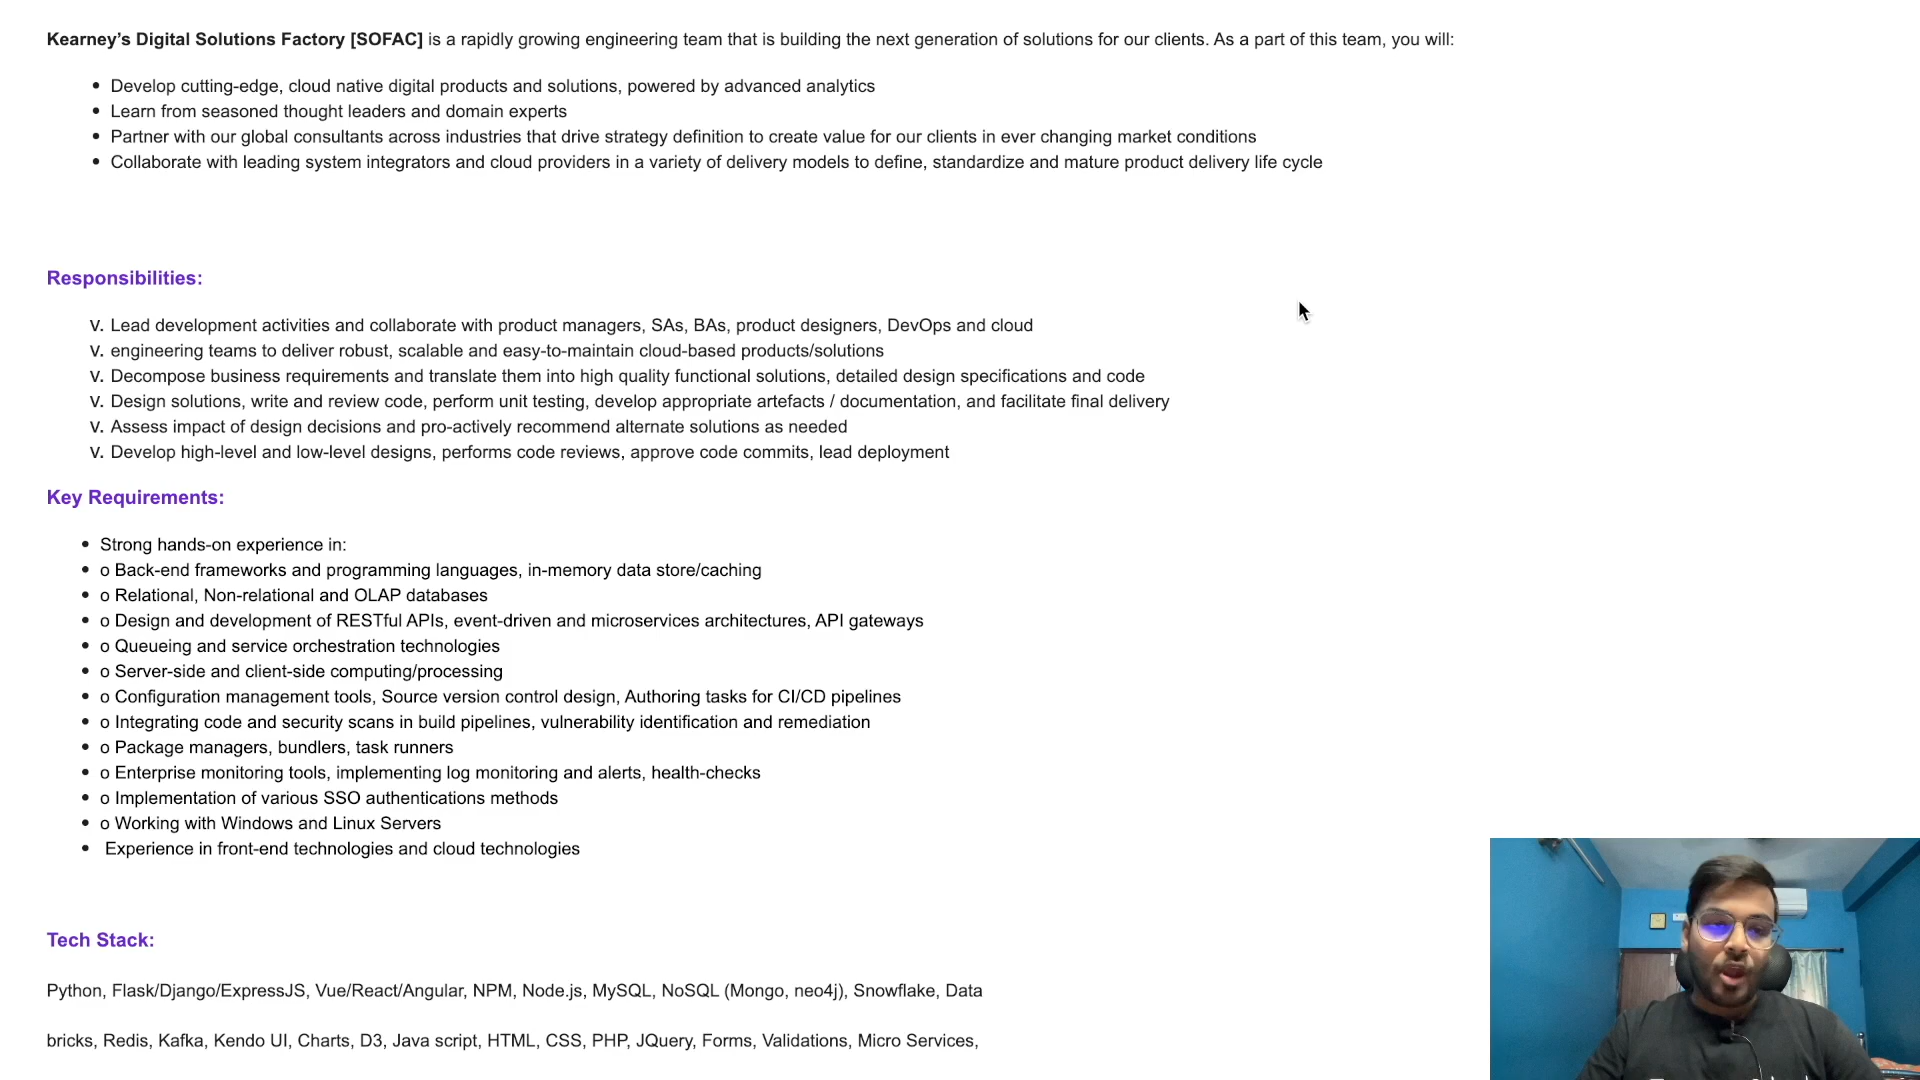 Kearney’s Digital Solutions Factory [SOFAC] is a rapidly growing engineering team that is building the next generation of solutions for our clients. As a part of this team, you will:
• Develop cutting-edge, cloud native digital products and solutions, powered by advanced analytics
• Learn from seasoned thought leaders and domain experts
• Partner with our global consultants across industries that drive strategy definition to create value for our clients in ever changing market conditions
• Collaborate with leading system integrators and cloud providers in a variety of delivery models to define, standardize and mature product delivery life cycle
Responsibilities:
v. Lead development activities and collaborate with product managers, SAs, BAs, product designers, DevOps and cloud
v. engineering teams to deliver robust, scalable and easy-to-maintain cloud-based products/solutions
v. Decompose business requirements and translate them into high quality functional solutions, detailed design specifications and code
v. Design solutions, write and review code, perform unit testing, develop appropriate artefacts / documentation, and facilitate final delivery
v. Assess impact of design decisions and pro-actively recommend alternate solutions as needed
v. Develop high-level and low-level designs, performs code reviews, approve code commits, lead deployment
Key Requirements:
• Strong hands-on experience in:
• o Back-end frameworks and programming languages, in-memory data store/caching
• o Relational, Non-relational and OLAP databases
• o Design and development of RESTful APIs, event-driven and microservices architectures, API gateways
• o Queueing and service orchestration technologies
• o Server-side and client-side computing/processing
• o Configuration management tools, Source version control design, Authoring tasks for CI/CD pipelines
• o Integrating code and security scans in build pipelines, vulnerability identification and remediation
• o Package managers, bundlers, task runners
• o Enterprise monitoring tools, implementing log monitoring and alerts, health-checks
• o Implementation of various SSO authentications methods
• o Working with Windows and Linux Servers
• Experience in front-end technologies and cloud technologies
Tech Stack:
Python, Flask/Django/ExpressJS, Vue/React/Angular, NPM, Node.js, MySQL, NoSQL (Mongo, neo4j), Snowflake, Data
bricks, Redis, Kafka, Kendo UI, Charts, D3, Java script, HTML, CSS, PHP, JQuery, Forms, Validations, Micro Services,